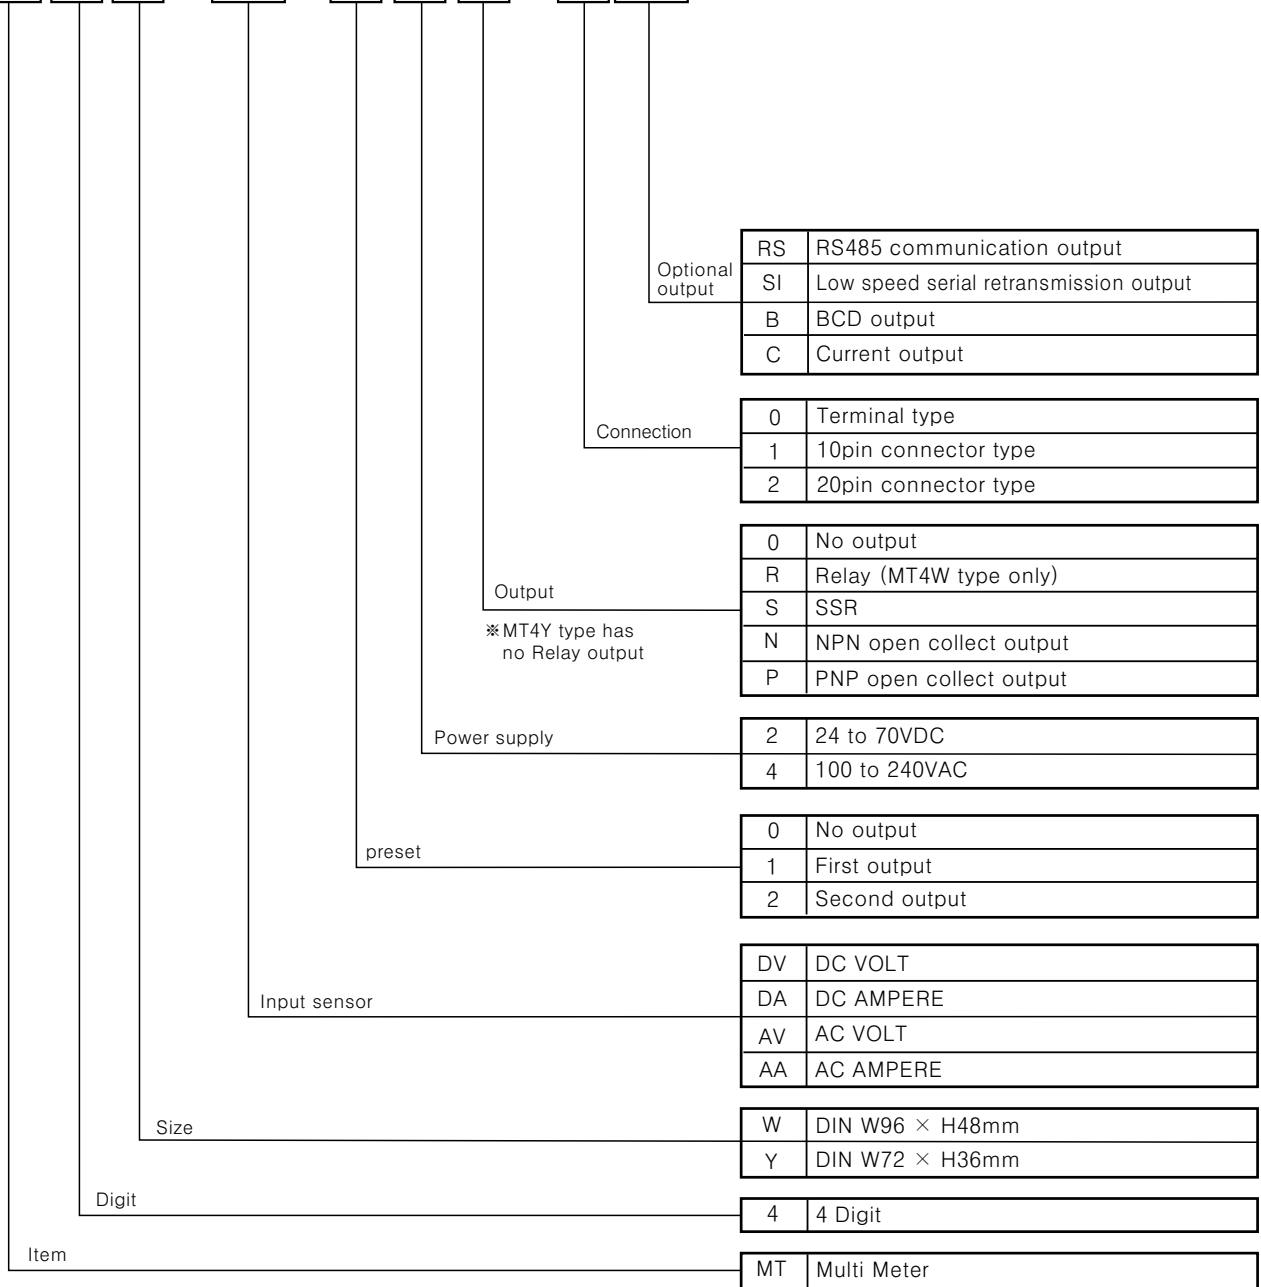 RS RS485 communication output
Optional output
SI Low speed serial retransmission output
B BCD output
C Current output
0 Terminal type
Connection
1 10pin connector type
2 20pin connector type
0 No output
R Relay (MT4W type only)
Output
S SSR
※MT4Y type has
no Relay output
N NPN open collect output
P PNP open collect output
2 24 to 70VDC
Power supply
4 100 to 240VAC
0 No output
preset
1 First output
2 Second output
DV DC VOLT
DA DC AMPERE
Input sensor
AV AC VOLT
AA AC AMPERE
W DIN W96 × H48mm
Size
Y DIN W72 × H36mm
Digit
4 4 Digit
Item
MT Multi Meter